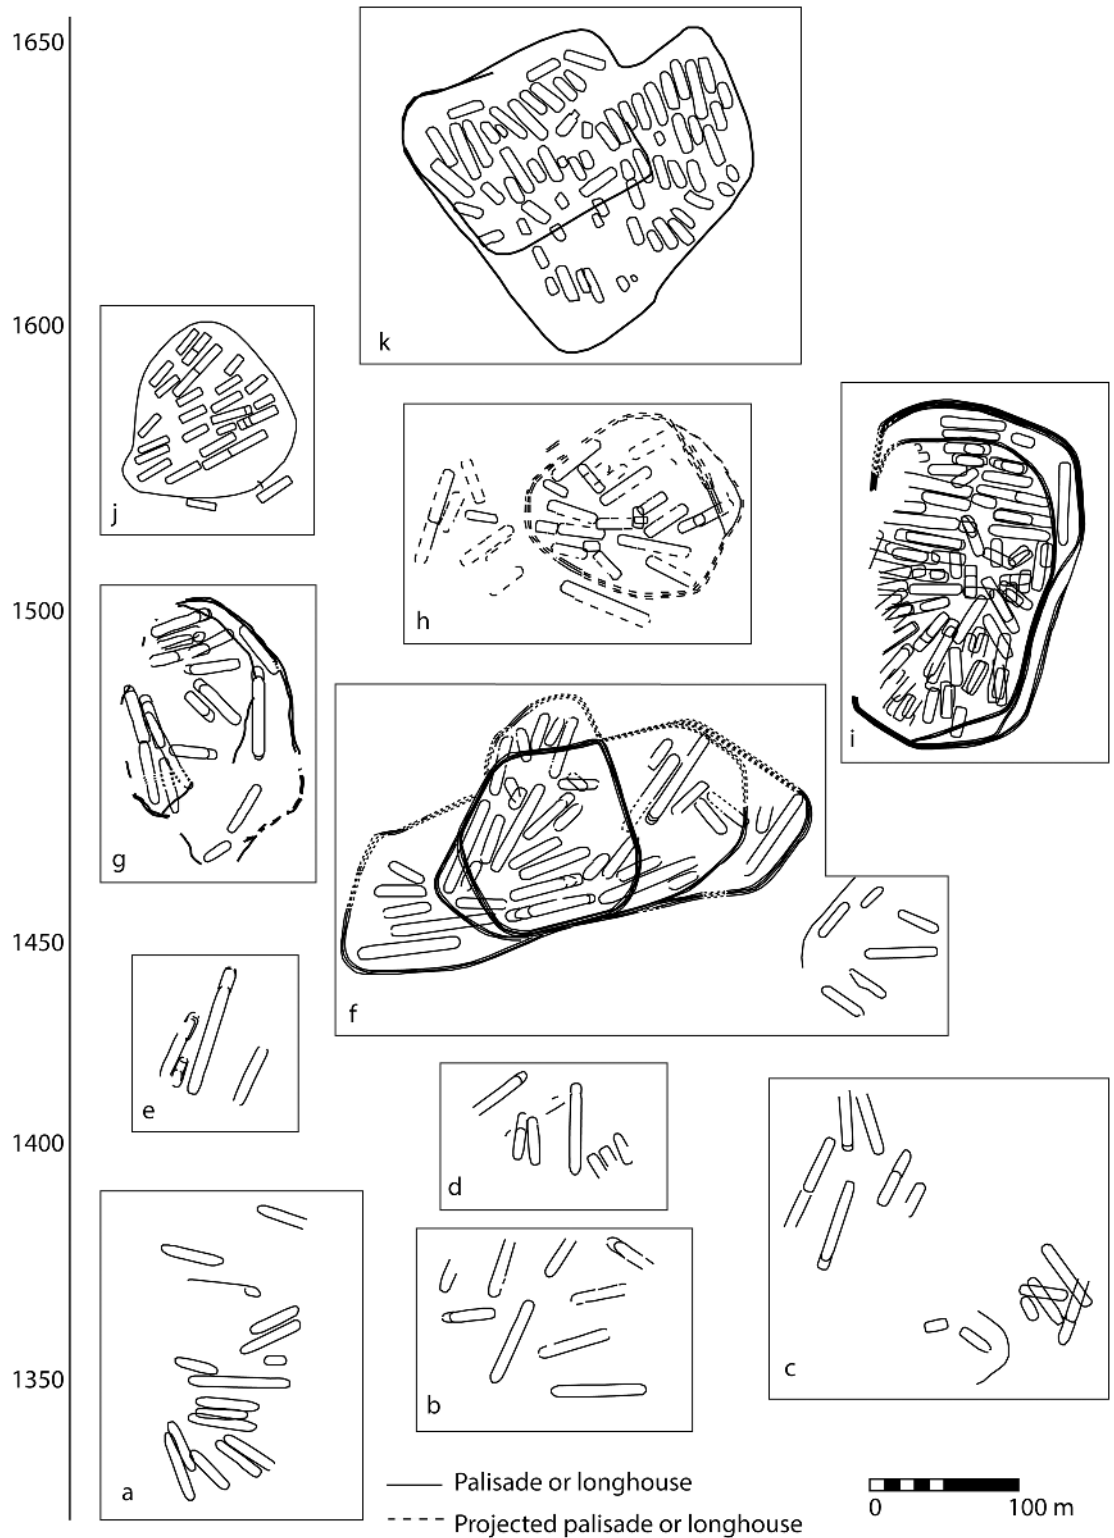 1650
k
1600
j
h
i
1500
g
f
1450
e
d
1400
c
b
1350
a
Palisade or longhouse
Projected palisade or longhouse
0 100 m